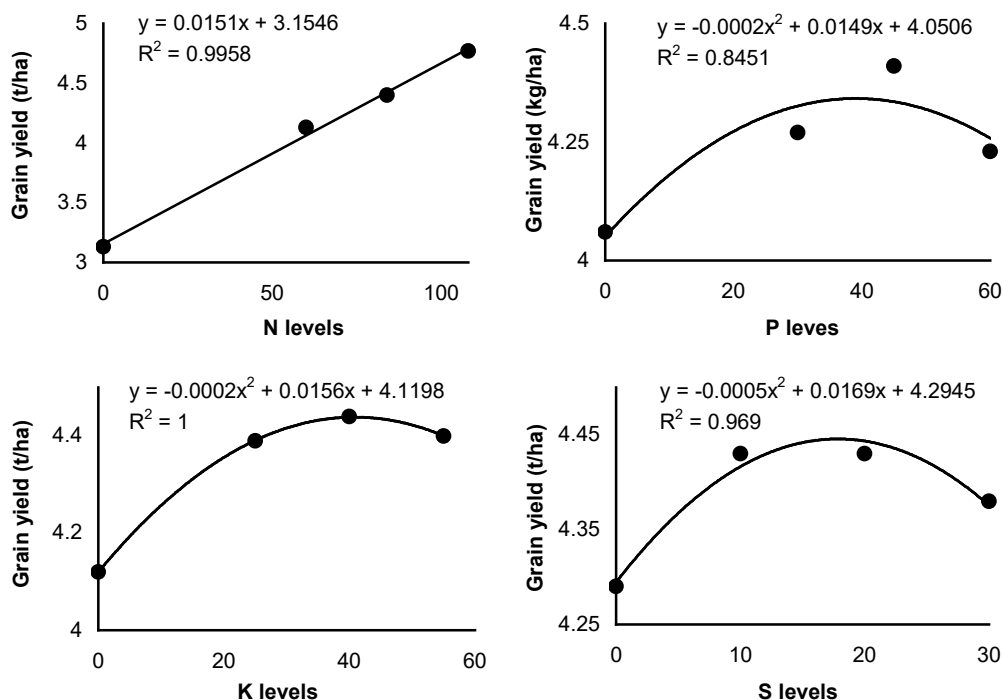 y = 0.0151x + 3.1546
R² = 0.9958
Grain yield (t/ha)
5
4.5
4
3.5
3
0
50
100
N levels
y = -0.0002x² + 0.0149x + 4.0506
R² = 0.8451
Grain yield (kg/ha)
4.5
4.25
4
0
20
40
60
P leves
y = -0.0002x² + 0.0156x + 4.1198
R² = 1
Grain yield (t/ha)
4.4
4.2
4
0
20
40
60
K levels
y = -0.0005x² + 0.0169x + 4.2945
R² = 0.969
Grain yield (t/ha)
4.45
4.35
4.25
0
10
20
30
S levels